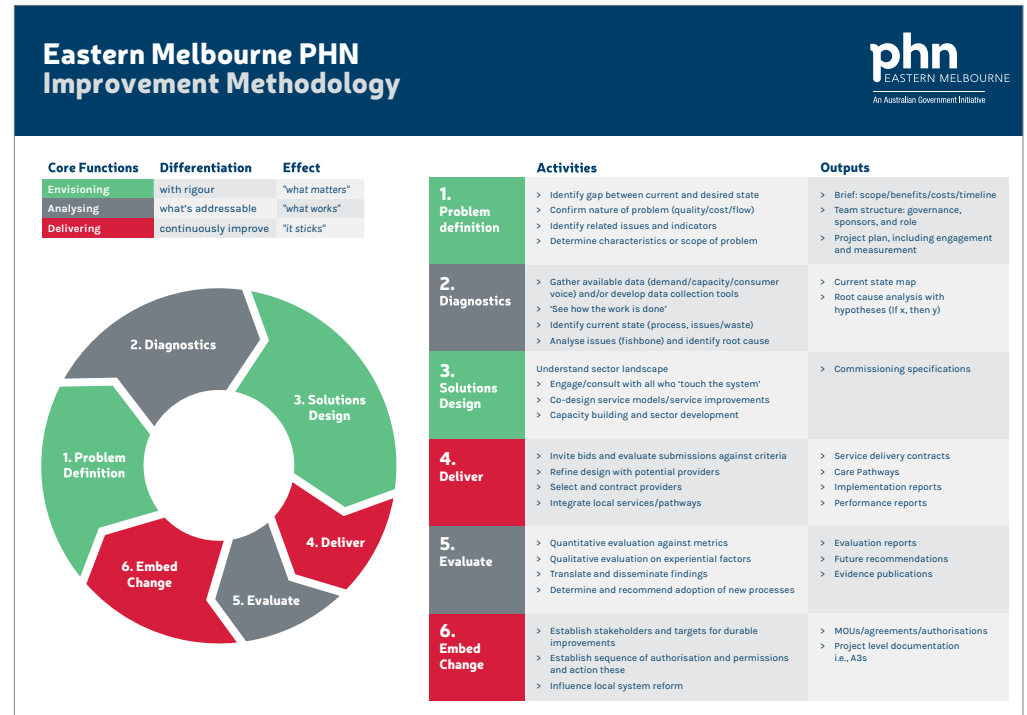 Eastern Melbourne PHN
Improvement Methodology
phn
EASTERN MELBOURNE
An Australian Government Initiative
Core Functions Differentiation Effect
Envisioning with rigour "what matters"
Analysing what's addressable "what works"
Delivering continuously improve "it sticks"
2. Diagnostics
3. Solutions
Design
1. Problem
Definition
4. Deliver
6. Embed
Change
5. Evaluate
Activities
Outputs
1.
Problem
definition
> Identify gap between current and desired state
> Confirm nature of problem (quality/cost/flow)
> Identify related issues and indicators
> Determine characteristics or scope of problem
> Brief: scope/benefits/costs/timeline
> Team structure: governance,
sponsors, and role
> Project plan, including engagement
and measurement
2.
Diagnostics
> Gather available data (demand/capacity/consumer
voice) and/or develop data collection tools
> 'See how the work is done'
> Identify current state (process, issues/waste)
> Analyse issues (fishbone) and identify root cause
> Current state map
> Root cause analysis with
hypotheses (If x, then y)
3.
Solutions
Design
Understand sector landscape
> Engage/consult with all who 'touch the system'
> Co-design service models/service improvements
> Capacity building and sector development
> Commissioning specifications
4.
Deliver
> Invite bids and evaluate submissions against criteria
> Refine design with potential providers
> Select and contract providers
> Integrate local services/pathways
> Service delivery contracts
> Care Pathways
> Implementation reports
> Performance reports
5.
Evaluate
> Quantitative evaluation against metrics
> Qualitative evaluation on experiential factors
> Translate and disseminate findings
> Determine and recommend adoption of new processes
> Evaluation reports
> Future recommendations
> Evidence publications
6.
Embed
Change
> Establish stakeholders and targets for durable
improvements
> Establish sequence of authorisation and permissions
and action these
> Influence local system reform
> MOUs/agreements/authorisations
> Project level documentation
i.e., A3s